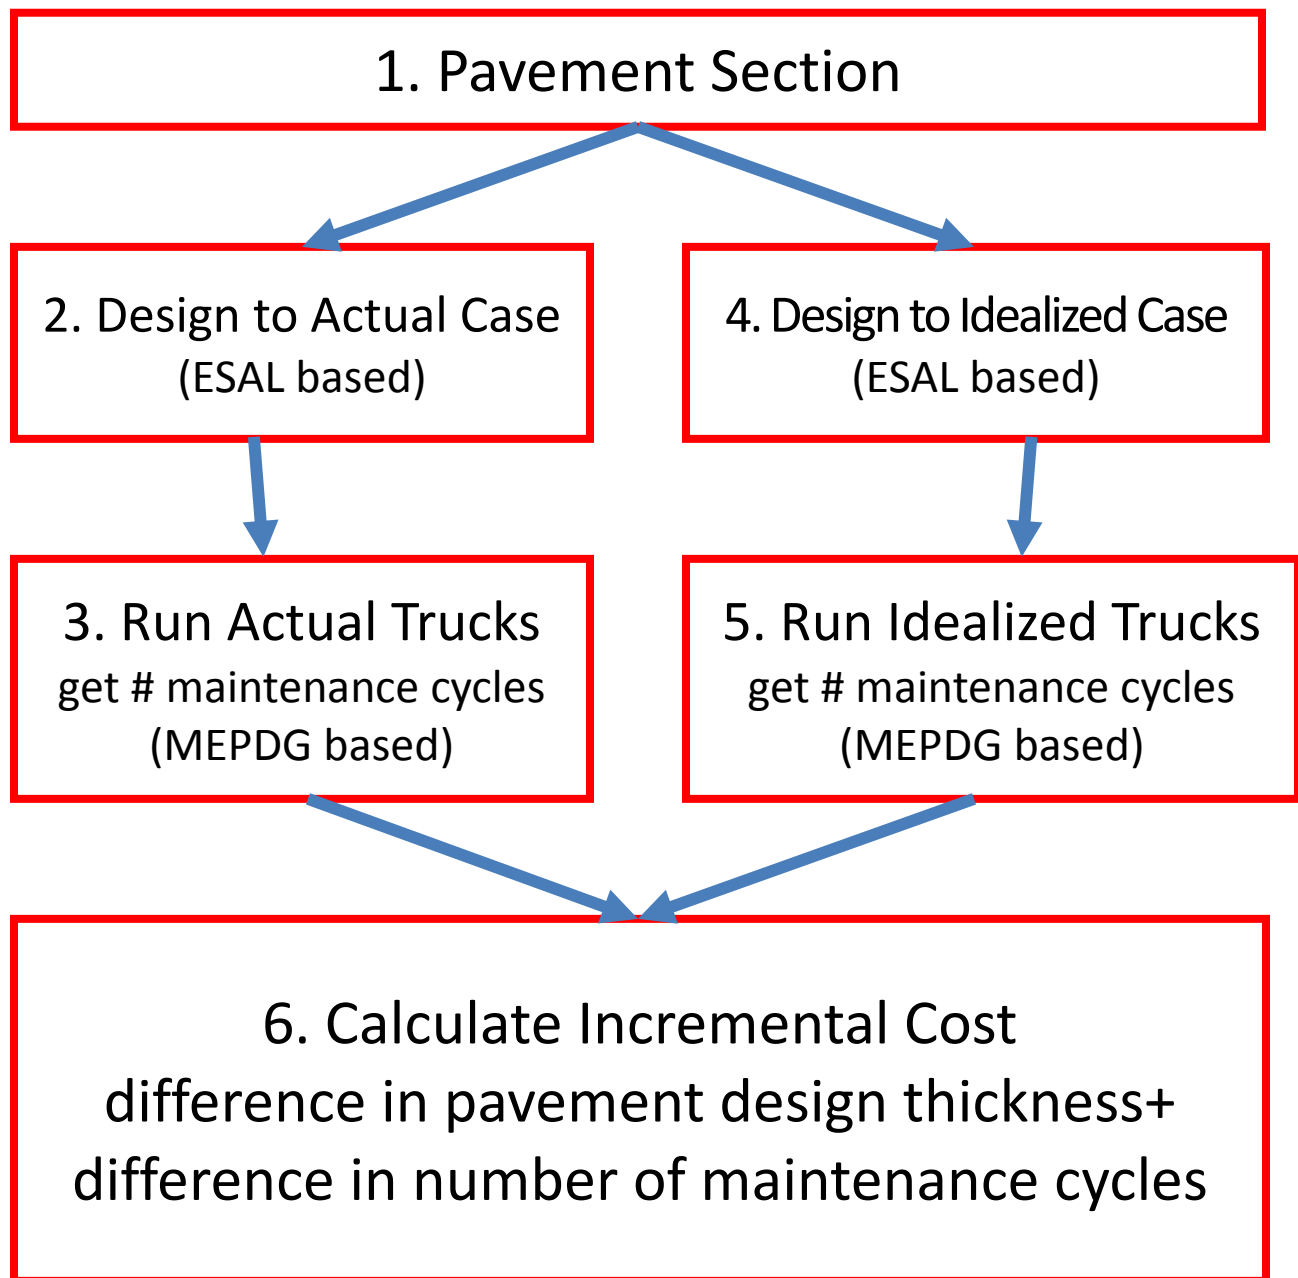 1. Pavement Section
2. Design to Actual Case
(ESAL based)
4. Design to Idealized Case
(ESAL based)
3. Run Actual Trucks
get # maintenance cycles
(MEPDG based)
5. Run Idealized Trucks
get # maintenance cycles
(MEPDG based)
6. Calculate Incremental Cost
difference in pavement design thickness+
difference in number of maintenance cycles